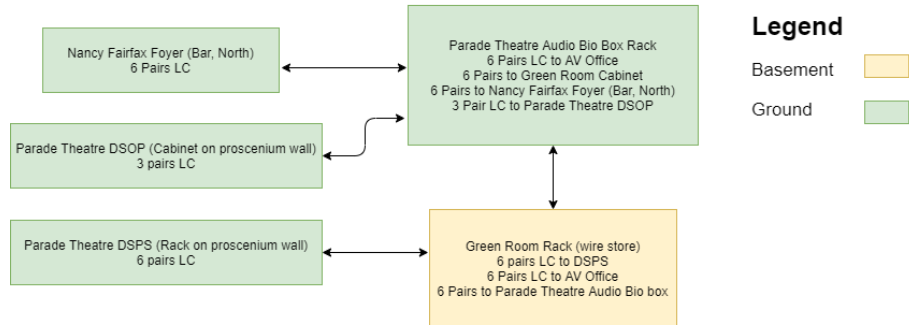 Nancy Fairfax Foyer (Bar, North)
6 Pairs LC
Parade Theatre Audio Bio Box Rack
6 Pairs LC to AV Office
6 Pairs to Green Room Cabinet
6 Pairs to Nancy Fairfax Foyer (Bar, North)
3 Pair LC to Parade Theatre DSOP
Legend
Basement
Ground
Parade Theatre DSOP (Cabinet on proscenium wall)
3 pairs LC
Parade Theatre DSPS (Rack on proscenium wall)
6 pairs LC
Green Room Rack (wire store)
6 pairs LC to DSPS
6 Pairs LC to AV Office
6 Pairs to Parade Theatre Audio Bio box